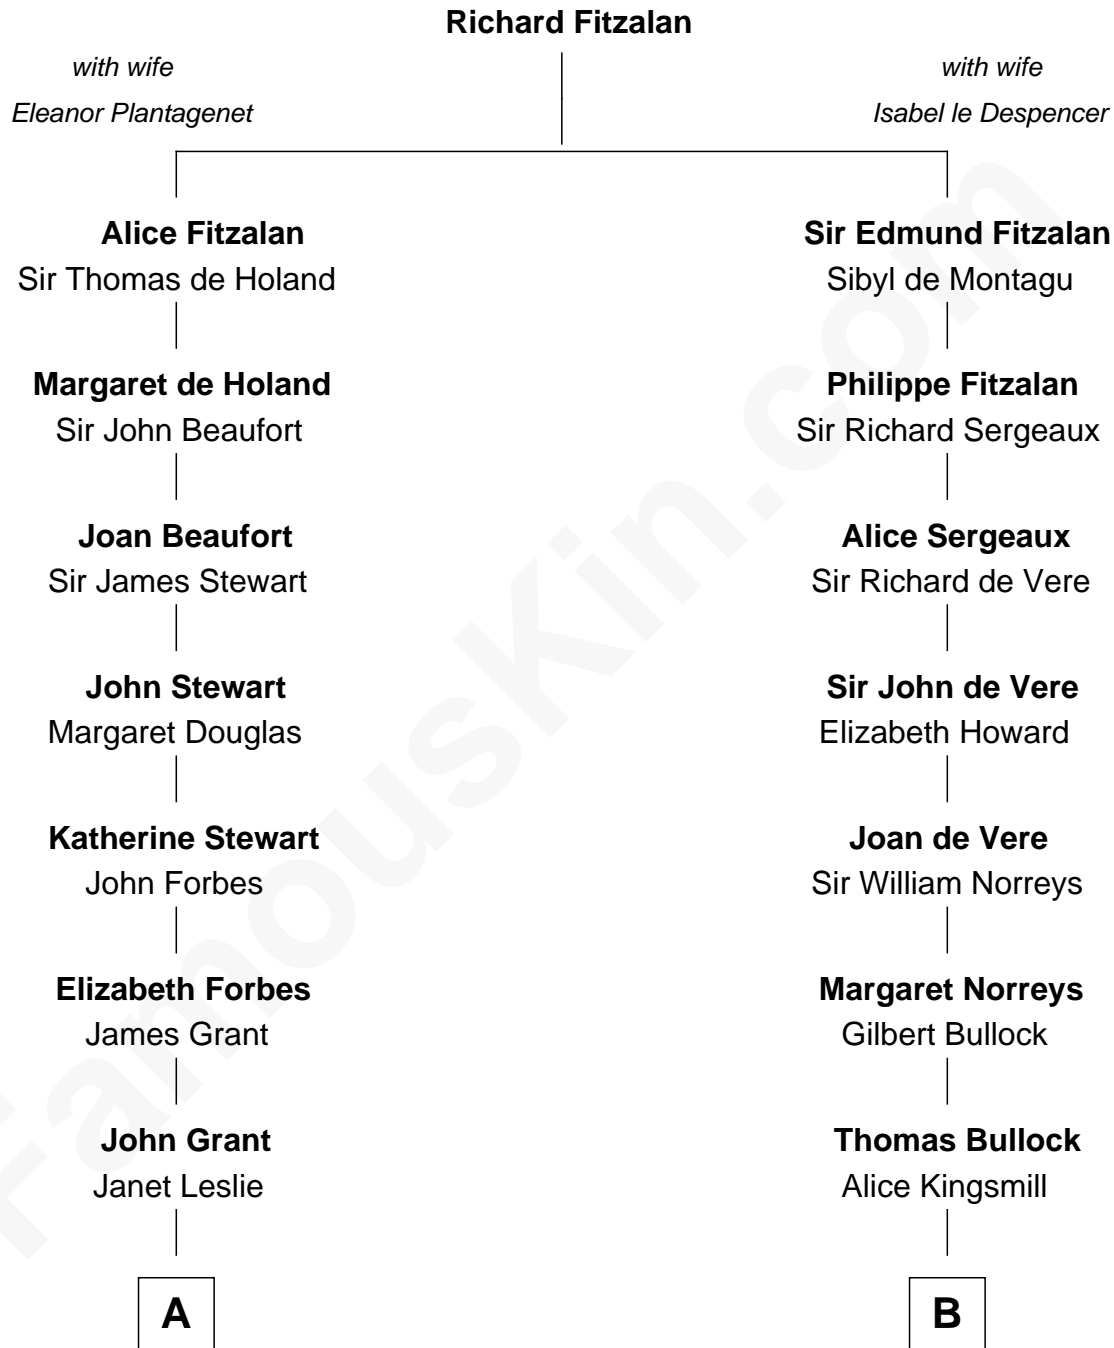 Richard Fitzalan
with wife
Eleanor Plantagenet
with wife
Isabel le Despencer
Alice Fitzalan
Sir Thomas de Holand
Sir Edmund Fitzalan
Sibyl de Montagu
Margaret de Holand
Sir John Beaufort
Philippe Fitzalan
Sir Richard Sergeaux
Joan Beaufort
Sir James Stewart
Alice Sergeaux
Sir Richard de Vere
John Stewart
Margaret Douglas
Sir John de Vere
Elizabeth Howard
Katherine Stewart
John Forbes
Joan de Vere
Sir William Norreys
Elizabeth Forbes
James Grant
Margaret Norreys
Gilbert Bullock
John Grant
Janet Leslie
Thomas Bullock
Alice Kingsmill
A
B
FamousKin.com